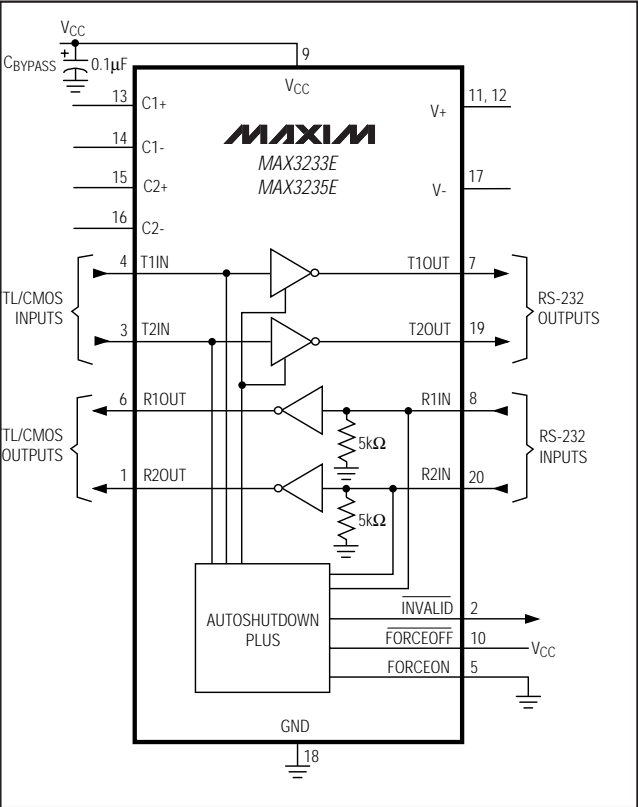 VCC
+
CBYPASS 0.1μF
9
VCC
13 C1+
11, 12
V+
MAXIM
MAX3233E
MAX3235E
14 C1-
15 C2+
17
V-
16 C2-
4 T1IN
T1OUT 7
TL/CMOS
INPUTS
RS-232
OUTPUTS
3 T2IN
T2OUT 19
6 R1OUT
R1IN 8
5kΩ
TL/CMOS
OUTPUTS
RS-232
INPUTS
1 R2OUT
R2IN 20
5kΩ
AUTOSHUTDOWN
PLUS
INVALID 2
FORCEOFF 10
VCC
FORCEON 5
GND
18